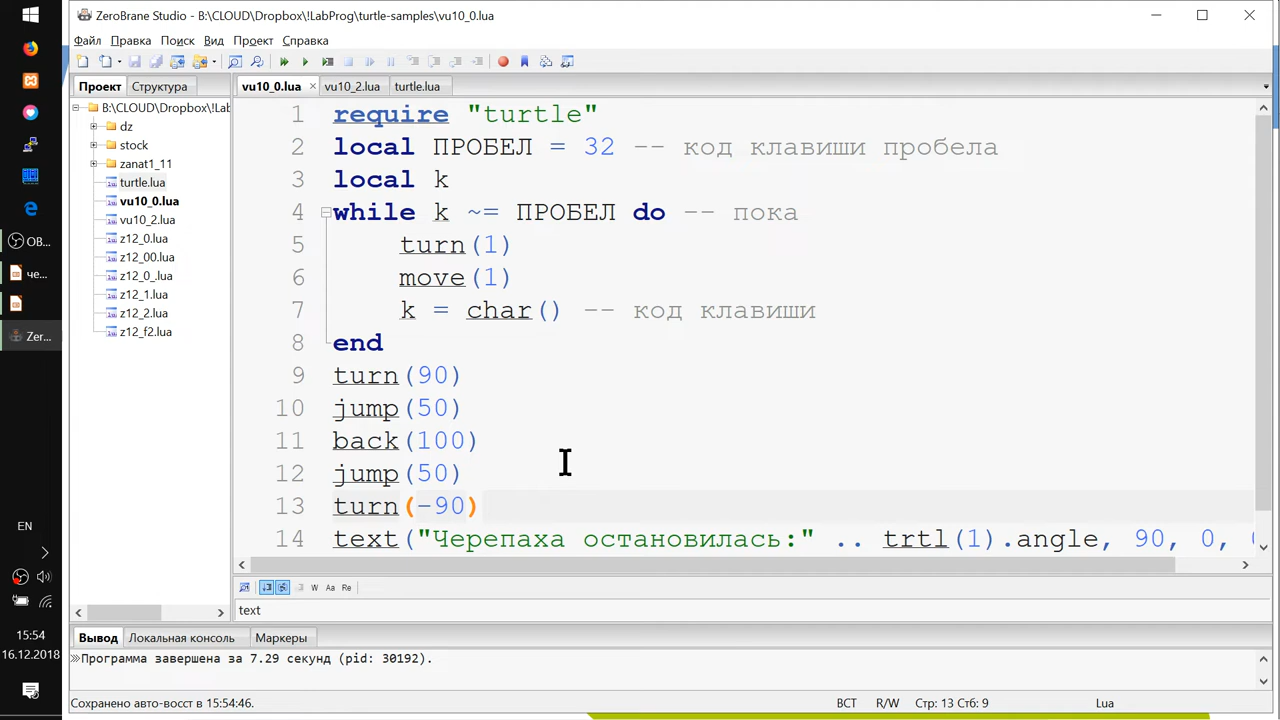 ZeroBrane Studio - B:\CLOUD\Dropbox\!LabProg\turtle-samples\vu10_0.lua
Файл Правка Поиск Вид Проект Справка
Проект Структура
vu10_0.lua vu10_2.lua turtle.lua
B:\CLOUD\Dropbox\!Lab
dz
stock
zanat1_11
turtle.lua
vu10_0.lua
vu10_2.lua
z12_0.lua
z12_00.lua
z12_0_.lua
z12_1.lua
z12_2.lua
z12_f2.lua
1 require "turtle"
2 local ПРОБЕЛ = 32 -- код клавиши пробела
3 local k
4 while k ~= ПРОБЕЛ do -- пока
5 turn(1)
6 move(1)
7 k = char() -- код клавиши
8 end
9 turn(90)
10 jump(50)
11 back(100)
12 jump(50)
13 turn(-90)
14 text("Черепаха остановилась:" .. trtl(1).angle, 90, 0,
W Aa Re
text
Вывод Локальная консоль Маркеры
Программа завершена за 7.29 секунд (pid: 30192).
Сохранено авто-восст в 15:54:46. ВСТ R/W Стр: 13 Стб: 9 Lua
OB...
че...
Zer...
EN
15:54
16.12.2018